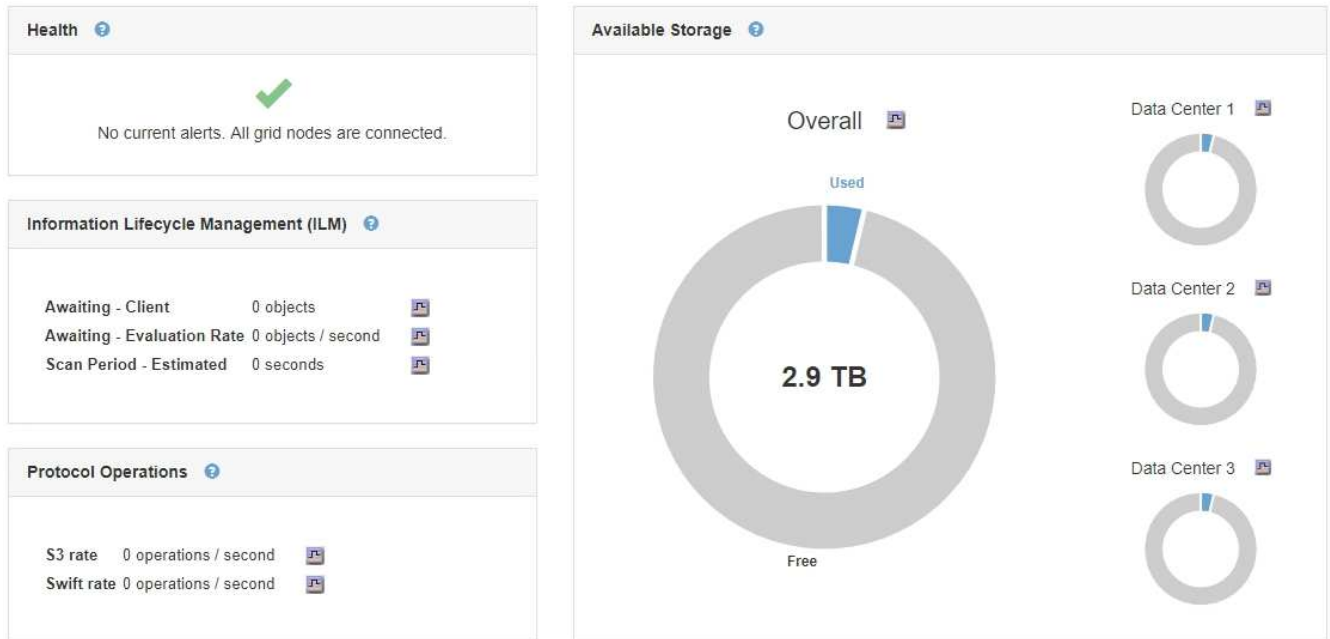 Health
No current alerts. All grid nodes are connected.
Information Lifecycle Management (ILM)
Awaiting - Client 0 objects
Awaiting - Evaluation Rate 0 objects / second
Scan Period - Estimated 0 seconds
Protocol Operations
S3 rate 0 operations / second
Swift rate 0 operations / second
Available Storage
Overall
Used
2.9 TB
Free
Data Center 1
Data Center 2
Data Center 3